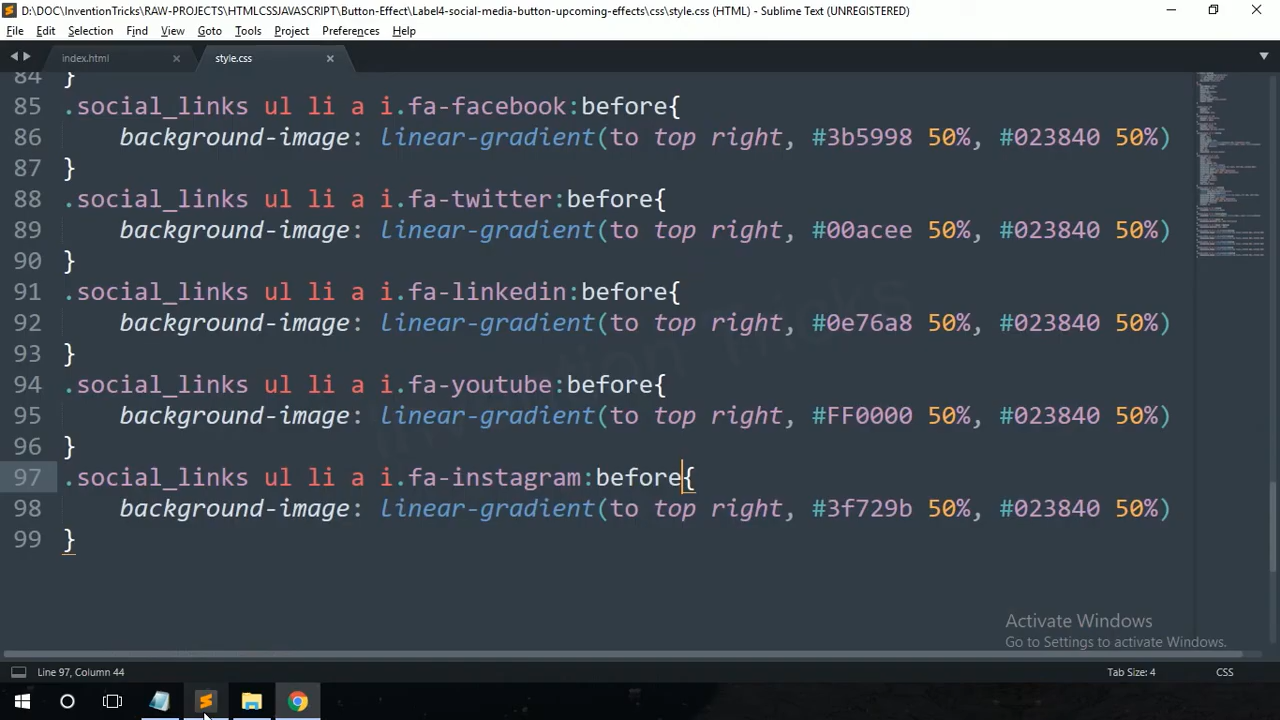 D:\DOC\InventionTricks\RAW-PROJECTS\HTMLCSSJAVASCRIPT\Button-Effect\Label4-social-media-button-upcoming-effects\css\style.css (HTML) - Sublime Text (UNREGISTERED)
File Edit Selection Find View Goto Tools Project Preferences Help
index.html style.css
84 }
85 .social_links ul li a i.fa-facebook:before{
86 background-image: linear-gradient(to top right, #3b5998 50%, #023840 50%)
87 }
88 .social_links ul li a i.fa-twitter:before{
89 background-image: linear-gradient(to top right, #00acee 50%, #023840 50%)
90 }
91 .social_links ul li a i.fa-linkedin:before{
92 background-image: linear-gradient(to top right, #0e76a8 50%, #023840 50%)
93 }
94 .social_links ul li a i.fa-youtube:before{
95 background-image: linear-gradient(to top right, #FF0000 50%, #023840 50%)
96 }
97 .social_links ul li a i.fa-instagram:before{
98 background-image: linear-gradient(to top right, #3f729b 50%, #023840 50%)
99 }
Invention Tricks
Activate Windows
Go to Settings to activate Windows.
Line 97, Column 44 Tab Size: 4 CSS